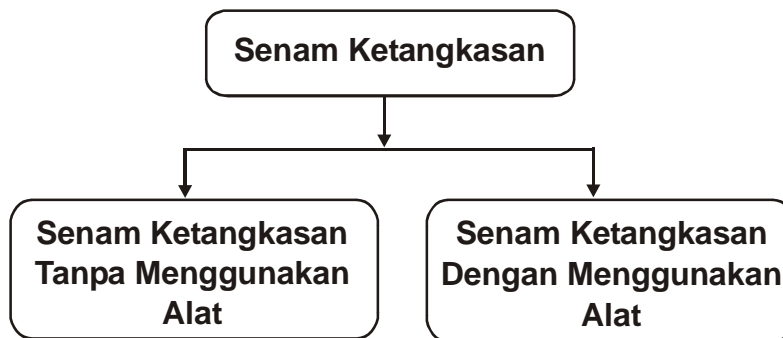 Senam Ketangkasan
Senam Ketangkasan
Tanpa Menggunakan
Alat
Senam Ketangkasan
Dengan Menggunakan
Alat